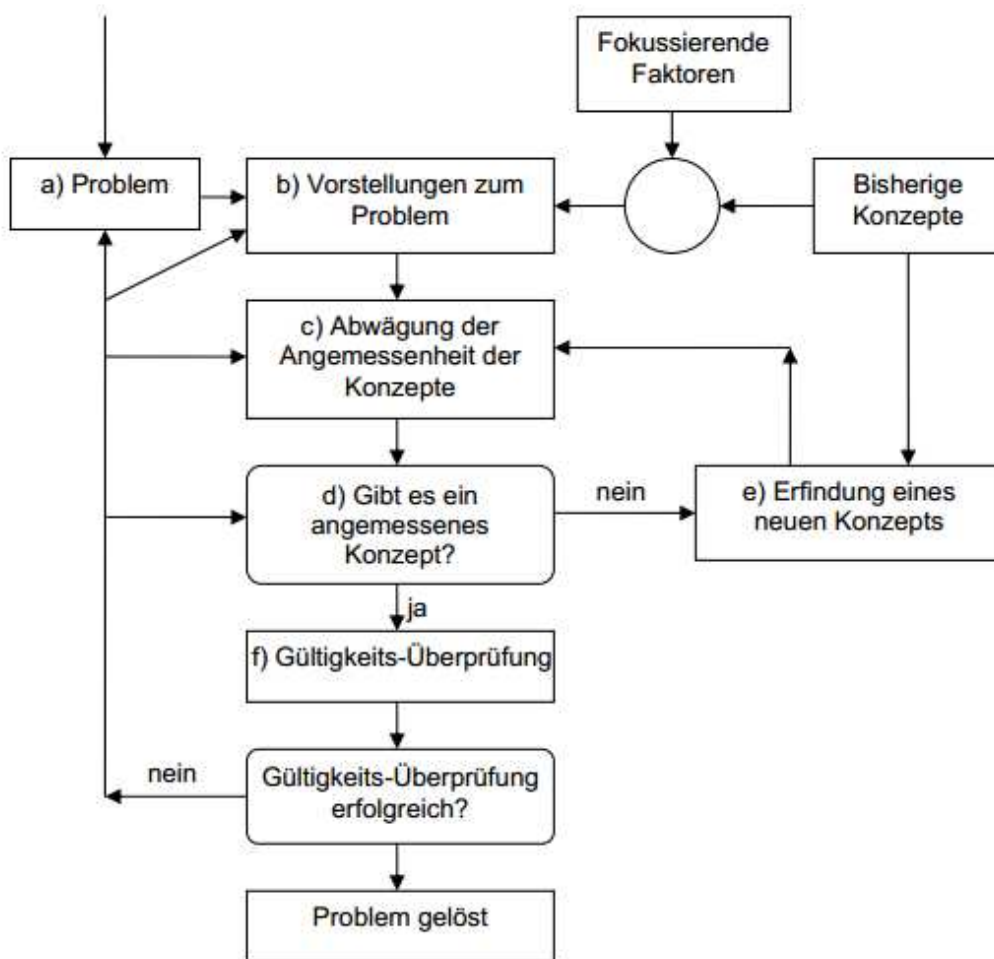 Fokussierende
Faktoren
a) Problem
b) Vorstellungen zum
Problem
Bisherige
Konzepte
c) Abwägung der
Angemessenheit der
Konzepte
d) Gibt es ein
angemessenes
Konzept?
nein
e) Erfindung eines
neuen Konzepts
ja
f) Gültigkeits-Überprüfung
nein
Gültigkeits-Überprüfung
erfolgreich?
Problem gelöst